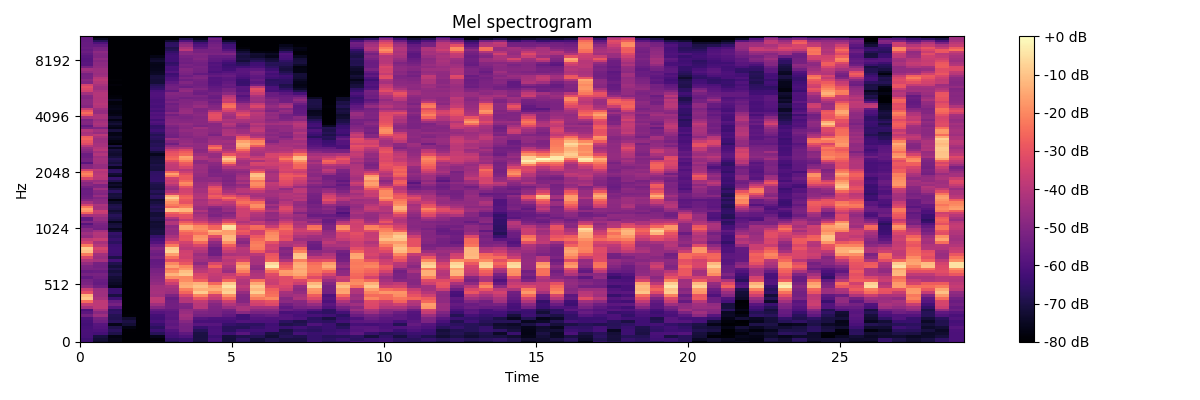 Mel spectrogram
8192
4096
2048
1024
512
0
Hz
0 5 10 15 20 25
Time
+0 dB
-10 dB
-20 dB
-30 dB
-40 dB
-50 dB
-60 dB
-70 dB
-80 dB